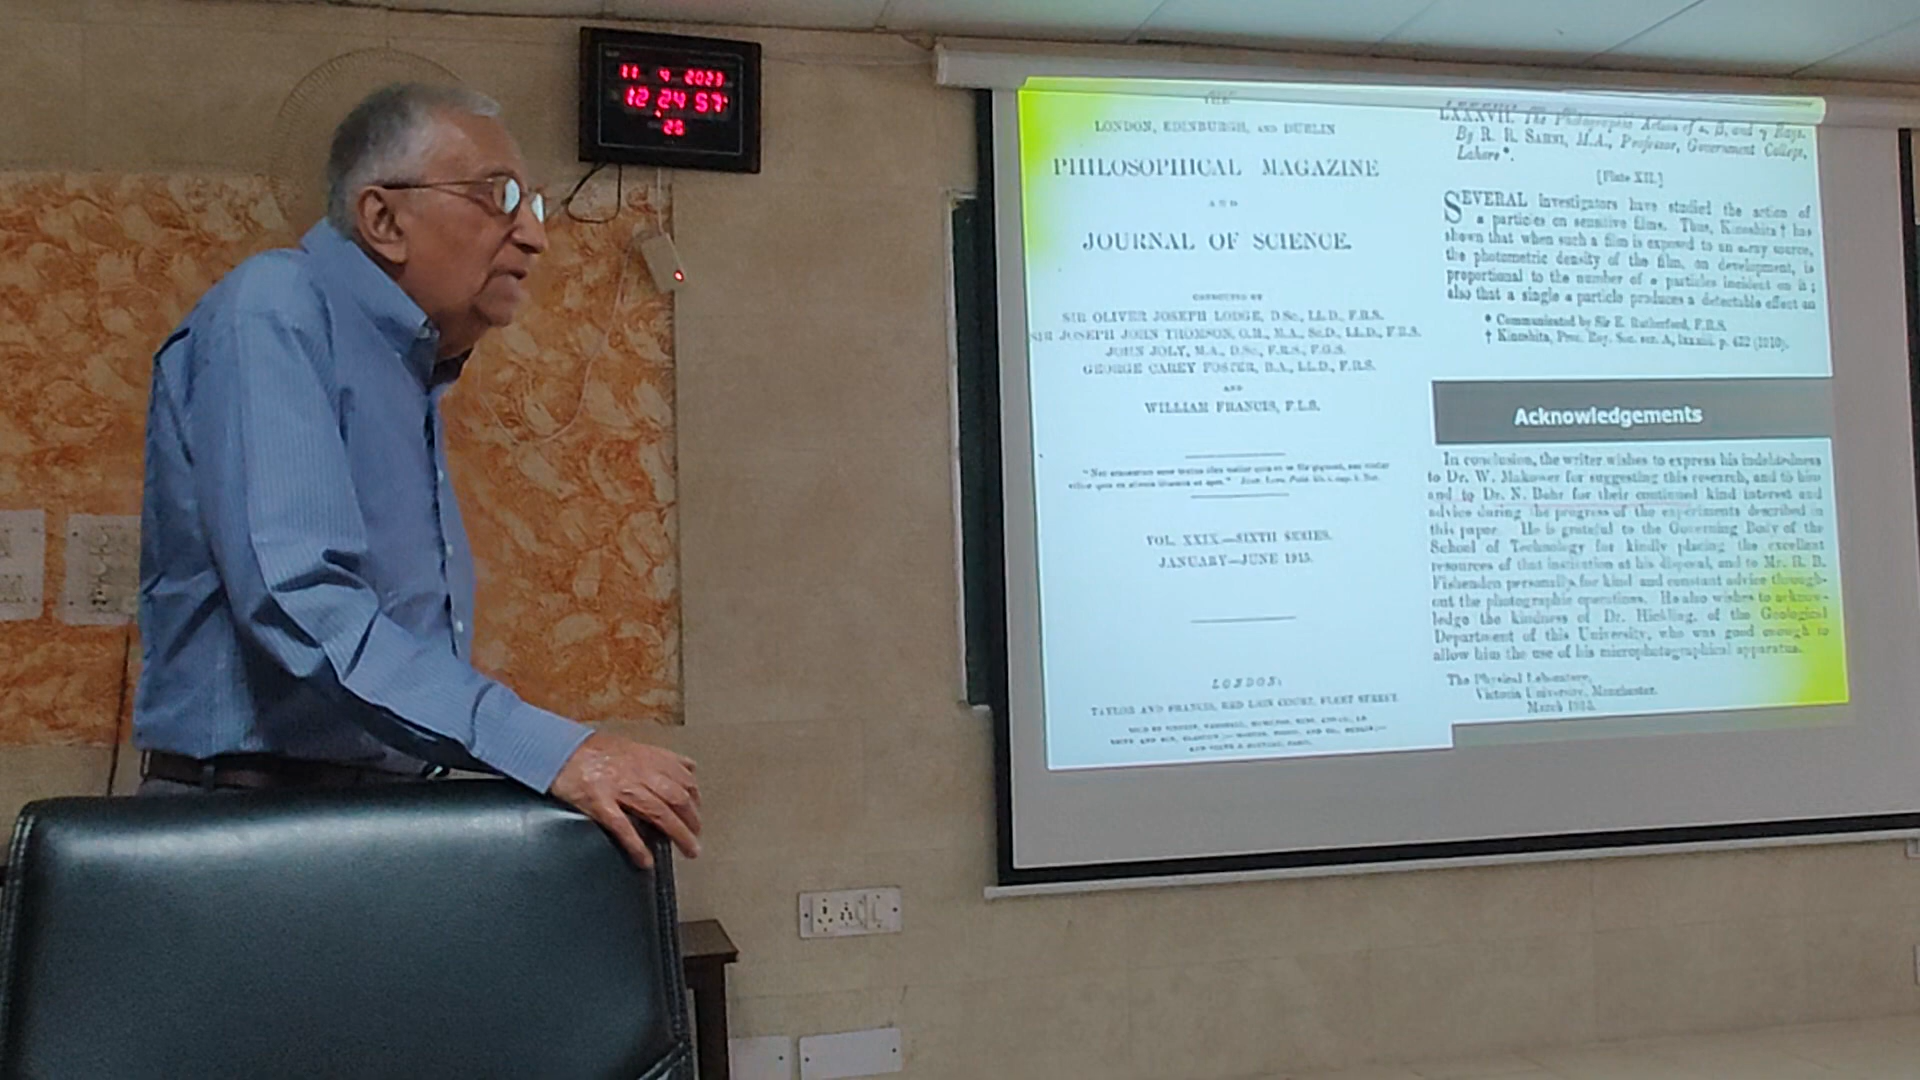 11 4 2023
12 24 57
28
THE
LONDON, EDINBURGH, AND DUBLIN
PHILOSOPHICAL MAGAZINE
AND
JOURNAL OF SCIENCE.
CONDUCTED BY
SIR OLIVER JOSEPH LODGE, D.Sc., LL.D., F.R.S.
SIR JOSEPH JOHN THOMSON, O.M., M.A., Sc.D., LL.D., F.R.S.
JOHN JOLY, M.A., D.Sc., F.R.S., F.G.S.
GEORGE CAREY FOSTER, B.A., LL.D., F.R.S.
AND
WILLIAM FRANCIS, F.L.S.
VOL. XXIX.—SIXTH SERIES.
JANUARY—JUNE 1915.
LONDON:
TAYLOR AND FRANCIS, RED LION COURT, FLEET STREET.
LXXXVII. The Photographic Action of α, β, and γ Rays.
By R. R. SAHNI, M.A., Professor, Government College,
Lahore*.
[Plate XII.]
SEVERAL investigators have studied the action of
α particles on sensitive films. Thus, Kinoshita † has
shown that when such a film is exposed to an α-ray source,
the photometric density of the film, on development, is
proportional to the number of α particles incident on it;
also that a single α particle produces a detectable effect on
* Communicated by Sir E. Rutherford, F.R.S.
† Kinoshita, Proc. Roy. Soc. ser. A, lxxxiii. p. 432 (1910).
Acknowledgements
In conclusion, the writer wishes to express his indebtedness
to Dr. W. Makower for suggesting this research, and to him
and to Dr. N. Bohr for their continued kind interest and
advice during the progress of the experiments described in
this paper. He is grateful to the Governing Body of the
School of Technology for kindly placing the excellent
resources of that institution at his disposal, and to Mr. R. B.
Fishenden personally for kind and constant advice through-
out the photographic operations. He also wishes to acknow-
ledge the kindness of Dr. Hickling, of the Geological
Department of this University, who was good enough to
allow him the use of his microphotographical apparatus.
The Physical Laboratory,
Victoria University, Manchester.
March 1915.